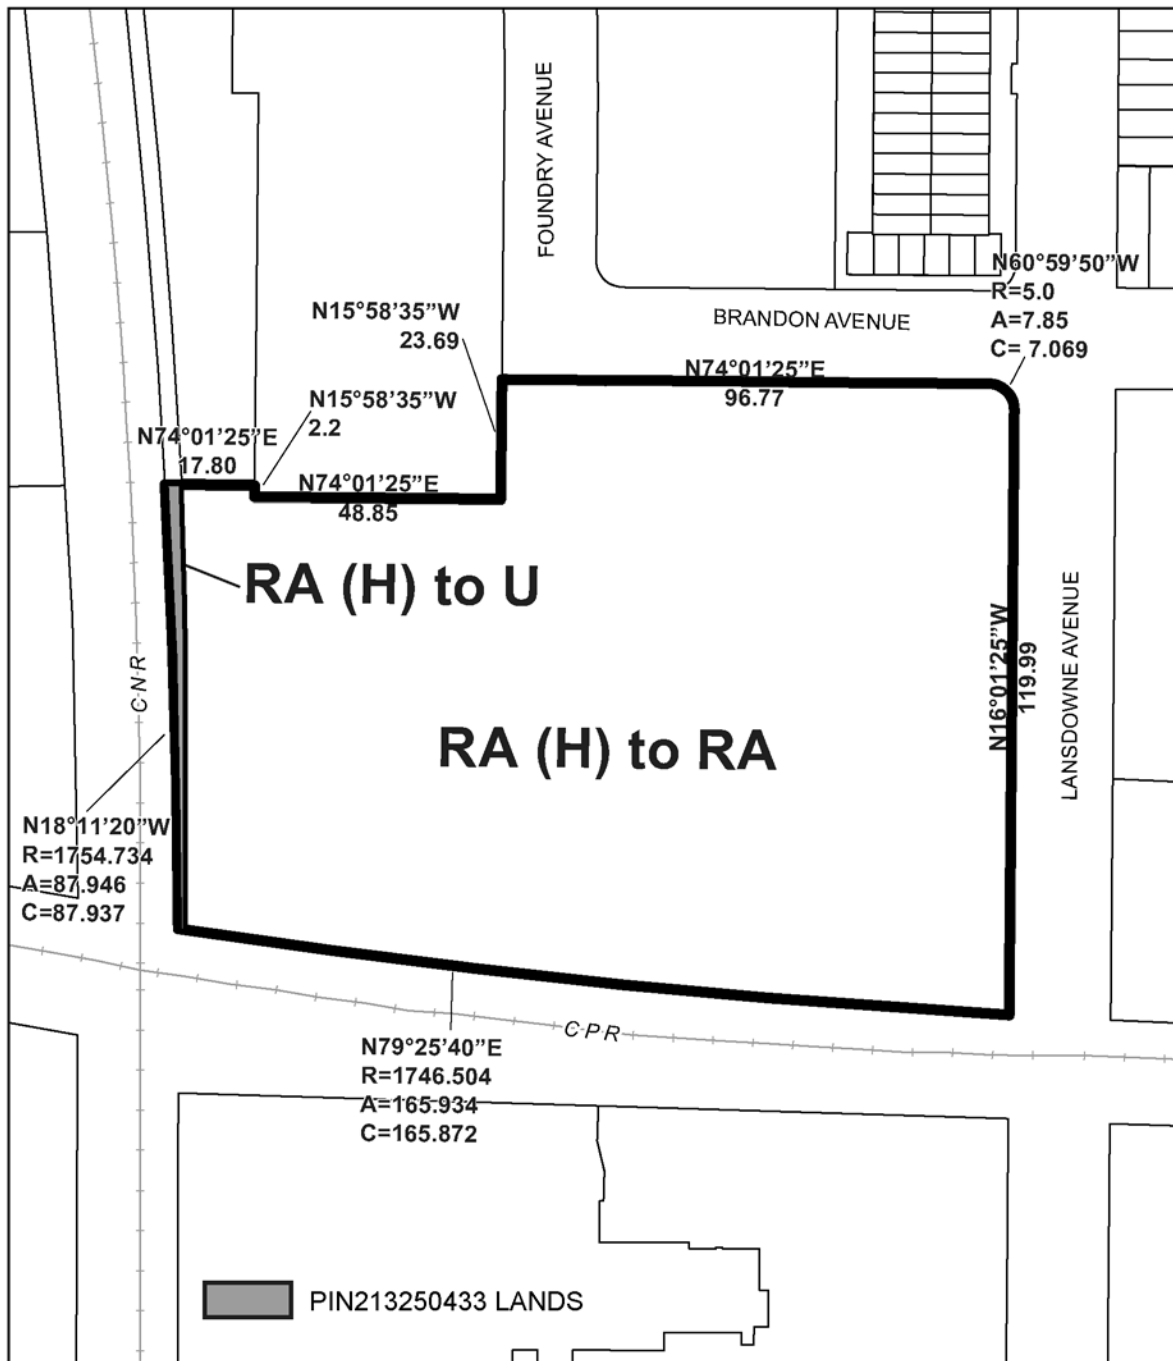 FOUNDRY AVENUE
N60°59’50”W
R=5.0
A=7.85
C= 7.069
BRANDON AVENUE
N15°58’35”W
23.69
N74°01’25”E
96.77
N15°58’35”W
2.2
N74°01’25”E
17.80
N74°01’25”E
48.85
RA (H) to U
LANSDOWNE AVENUE
N16°01’25”W
119.99
C N R
RA (H) to RA
N18°11’20”W
R=1754.734
A=87.946
C=87.937
C P R
N79°25’40”E
R=1746.504
A=165.934
C=165.872
PIN213250433 LANDS